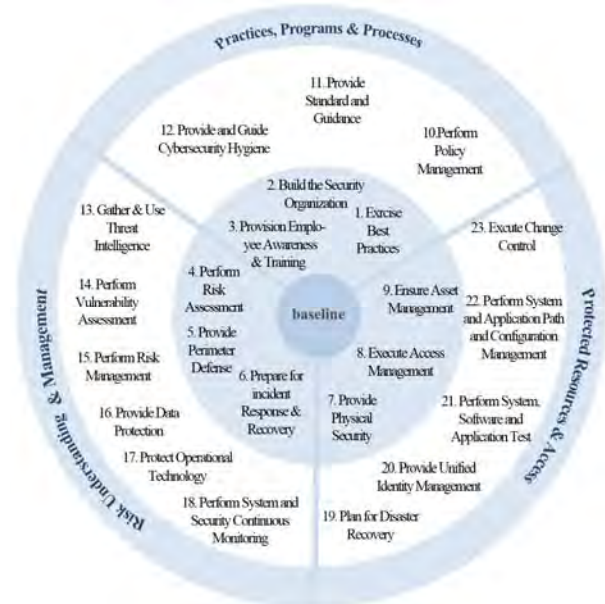 Practices, Programs & Processes
11. Provide
Standard and
Guidance
12. Provide and Guide
Cybersecurity Hygiene
10.Perform
Policy
Management
2. Build the Security
Organization
1. Exrcise
Best
Practices
3. Provision Emplo-
yee Awareness
& Training
13. Gather & Use
Threat
Intelligence
23. Excute Change
Control
4. Perform
Risk
Assessment
9. Ensure Asset
Management
14. Perform
Vulnerability
Assessment
baseline
22. Perform System
and Application Path
and Configuration
Management
5. Provide
Perimeter
Defense
8. Execute Access
Management
15. Perform Risk
Management
6. Prepare for
incident
Response &
Recovery
7. Provide
Physical
Security
21. Perform System,
Software and
Application Test
16. Provide Data
Protection
17. Protect Operational
Technology
20. Provide Unified
Identity Management
18. Perform System and
Security Continuous
Monitoring
19. Plan for Disaster
Recovery
Risk Understanding & Management
Protected Resources & Access